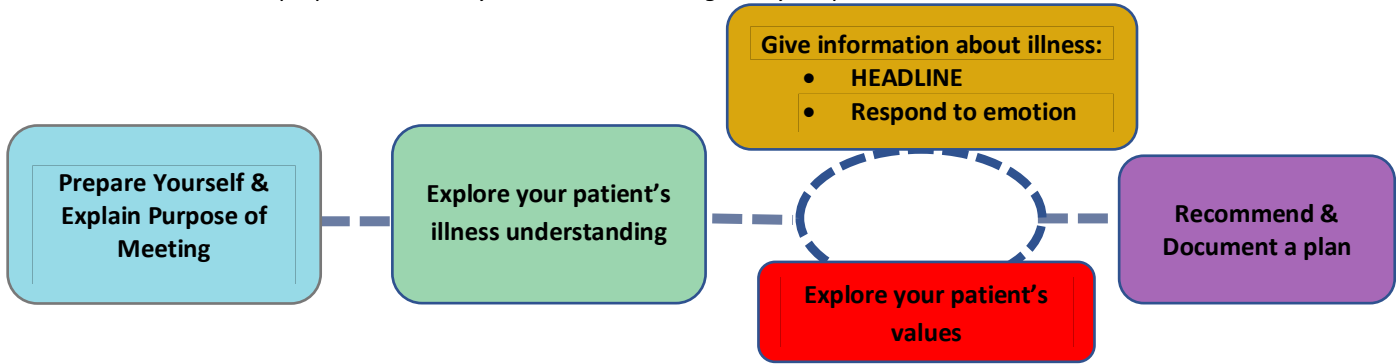 Prepare Yourself &
Explain Purpose of
Meeting
Explore your patient’s
illness understanding
Give information about illness:
• HEADLINE
• Respond to emotion
Explore your patient’s
values
Recommend &
Document a plan